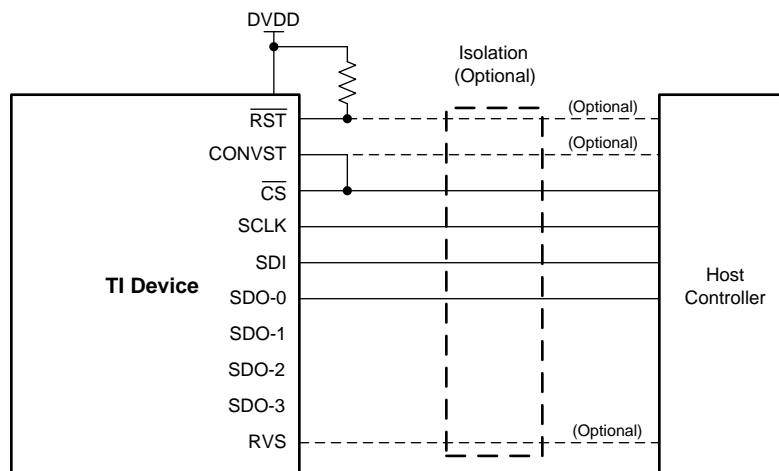 DVDD
Isolation
(Optional)
RST
(Optional)
CONVST
(Optional)
CS
SCLK
SDI
TI Device
SDO-0
Host
Controller
SDO-1
SDO-2
SDO-3
RVS
(Optional)